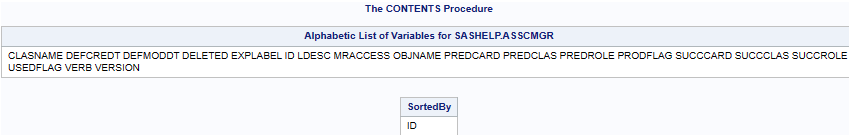 The CONTENTS Procedure
Alphabetic List of Variables for SASHELP.ASSCMGR
CLASNAME DEFCREDT DEFMODDT DELETED EXPLABEL ID LDESC MRACCESS OBJNAME PREDCARD PREDCLAS PREDROLE PRODFLAG SUCCCARD SUCCCLAS SUCCROLE
USEDFLAG VERB VERSION
SortedBy
ID